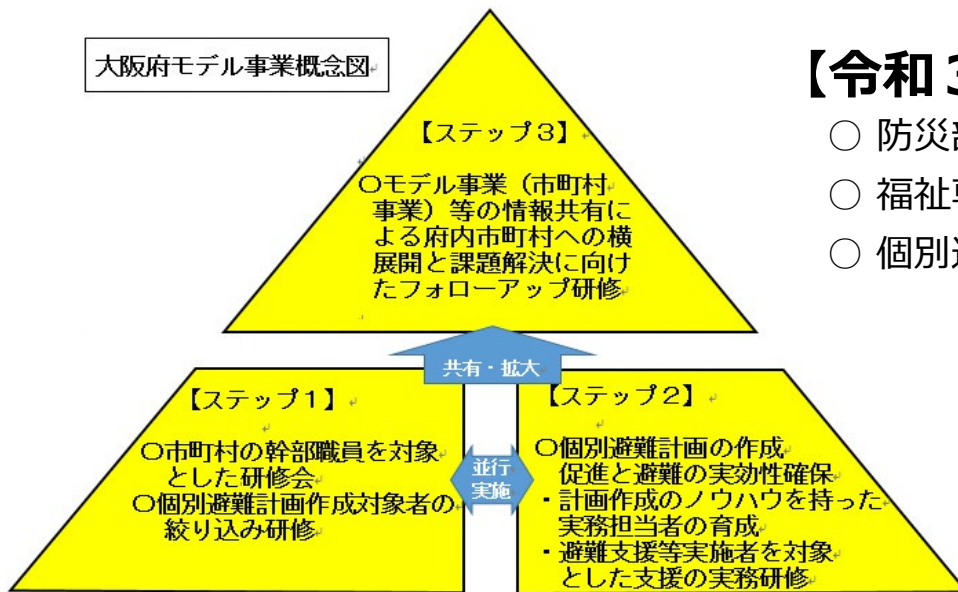 大阪府モデル事業概念図
【ステップ３】
○モデル事業（市町村
事業）等の情報共有に
よる府内市町村への横
展開と課題解決に向け
たフォローアップ研修
共有・拡大
【ステップ１】
○市町村の幹部職員を対象
とした研修会
○個別避難計画作成対象者の
絞り込み研修
並行
実施
【ステップ２】
○個別避難計画の作成
促進と避難の実効性確保
・計画作成のノウハウを持った
実務担当者の育成
・避難支援等実施者を対象
とした支援の実務研修
【令和３
○ 防災部
○ 福祉専
○ 個別避